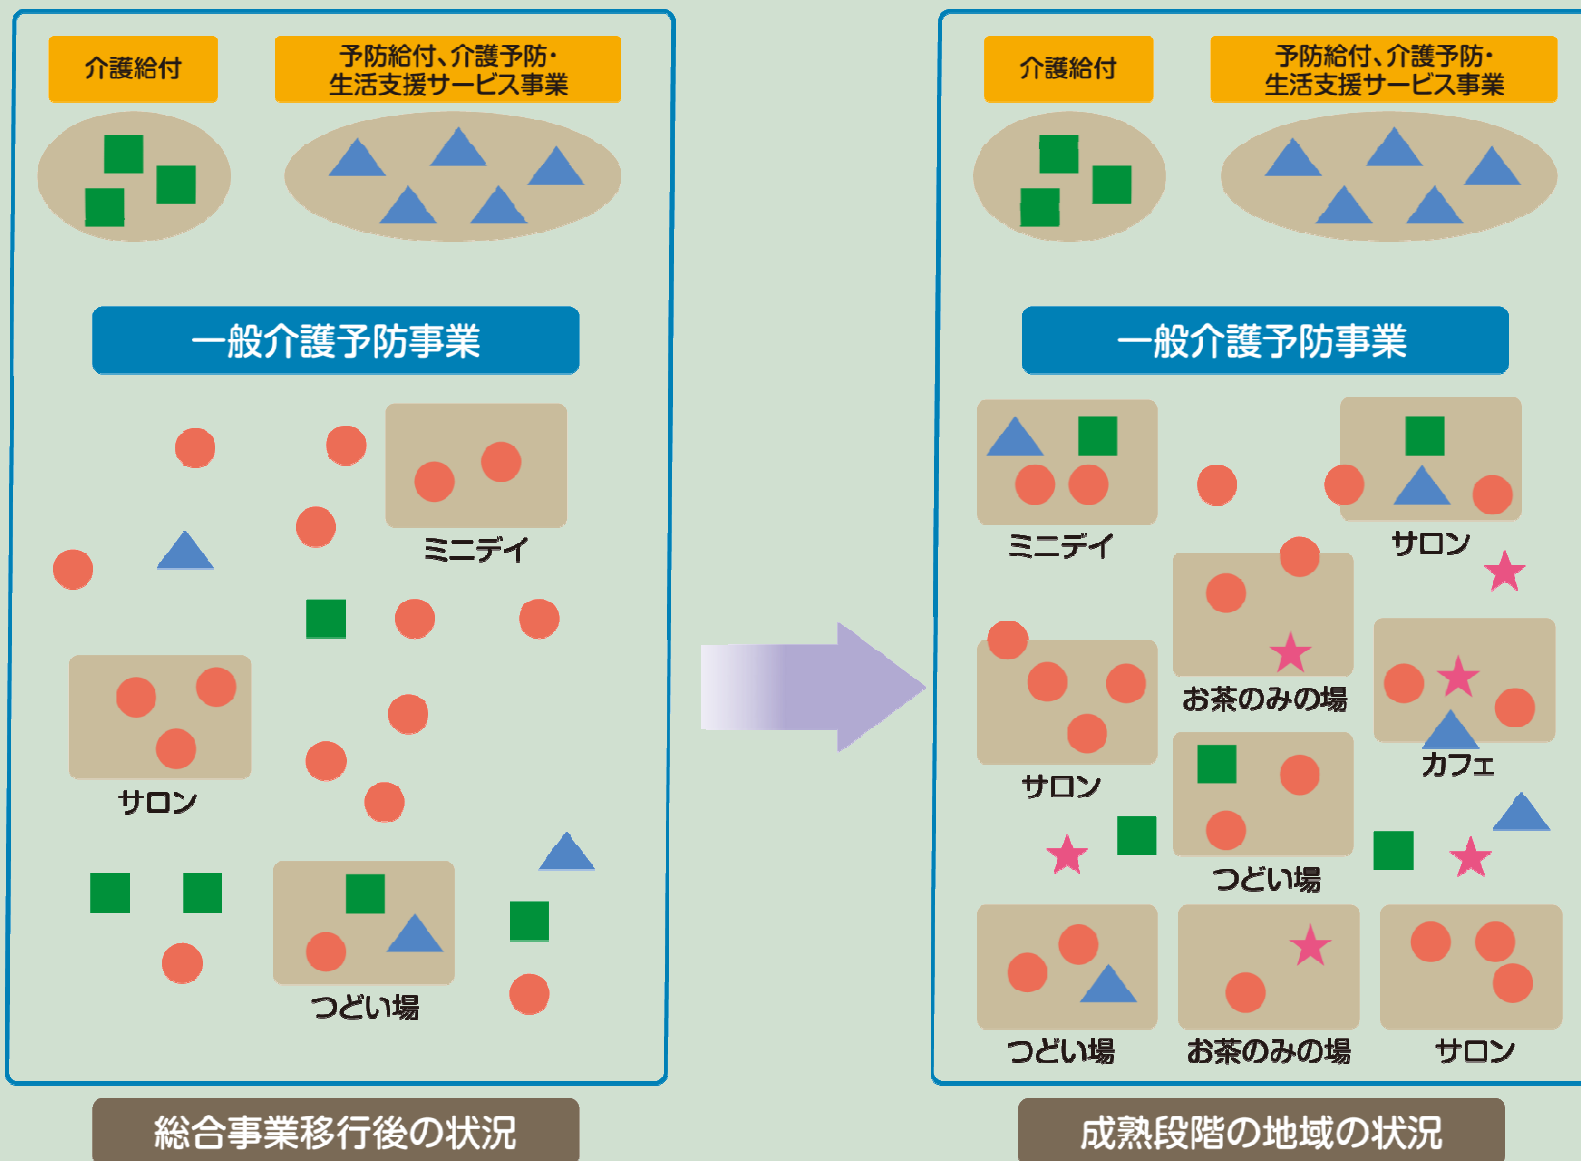 介護給付
予防給付、介護予防・
生活支援サービス事業
一般介護予防事業
ミニデイ
サロン
つどい場
総合事業移行後の状況
介護給付
予防給付、介護予防・
生活支援サービス事業
一般介護予防事業
ミニデイ
サロン
お茶のみの場
サロン
カフェ
つどい場
つどい場
お茶のみの場
サロン
成熟段階の地域の状況